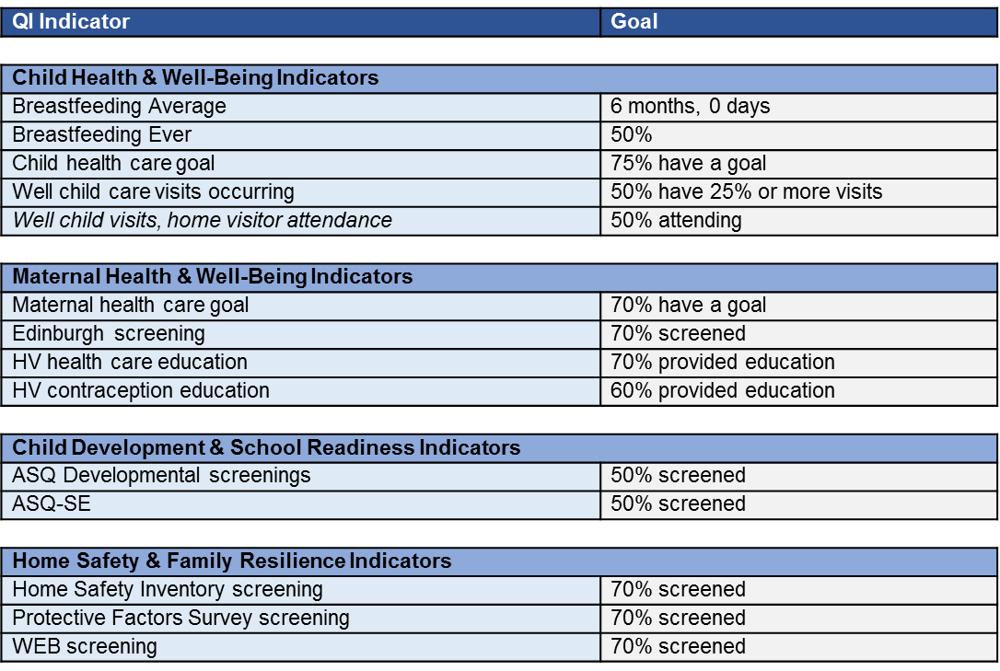 QI Indicator Goal
Child Health & Well-Being Indicators
Breastfeeding Average 6 months, 0 days
Breastfeeding Ever 50%
Child health care goal 75% have a goal
Well child care visits occurring 50% have 25% or more visits
Well child visits, home visitor attendance 50% attending
Maternal Health & Well-Being Indicators
Maternal health care goal 70% have a goal
Edinburgh screening 70% screened
HV health care education 70% provided education
HV contraception education 60% provided education
Child Development & School Readiness Indicators
ASQ Developmental screenings 50% screened
ASQ-SE 50% screened
Home Safety & Family Resilience Indicators
Home Safety Inventory screening 70% screened
Protective Factors Survey screening 70% screened
WEB screening 70% screened